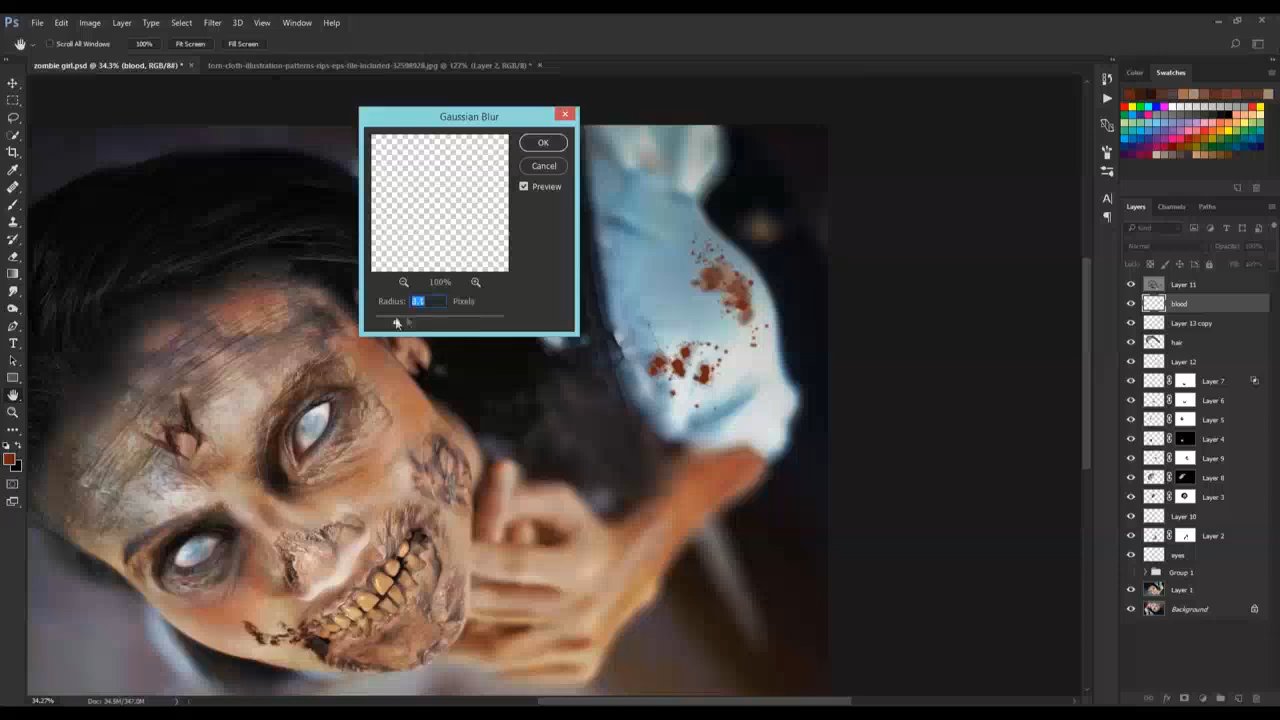 Ps File Edit Image Layer Type Select Filter 3D View Window Help
Scroll All Windows 100% Fit Screen Fill Screen
zombie girl.psd @ 34.3% (blood, RGB/8#) * × torn-cloth-illustration-patterns-rips-eps-file-included-32598928.jpg @ 127% (Layer 2, RGB/8) * ×
Color Swatches
Gaussian Blur
OK
Cancel
Preview
100%
Radius: Pixels
Layers Channels Paths
Kind
Normal Opacity: 100%
Lock:
Layer 11
blood
Layer 13 copy
hair
Layer 12
Layer 7
Layer 6
Layer 5
Layer 4
Layer 9
Layer 8
Layer 3
Layer 10
Layer 2
eyes
Group 1
Layer 1
Background
34.27% Doc: 34.9M/347.0M